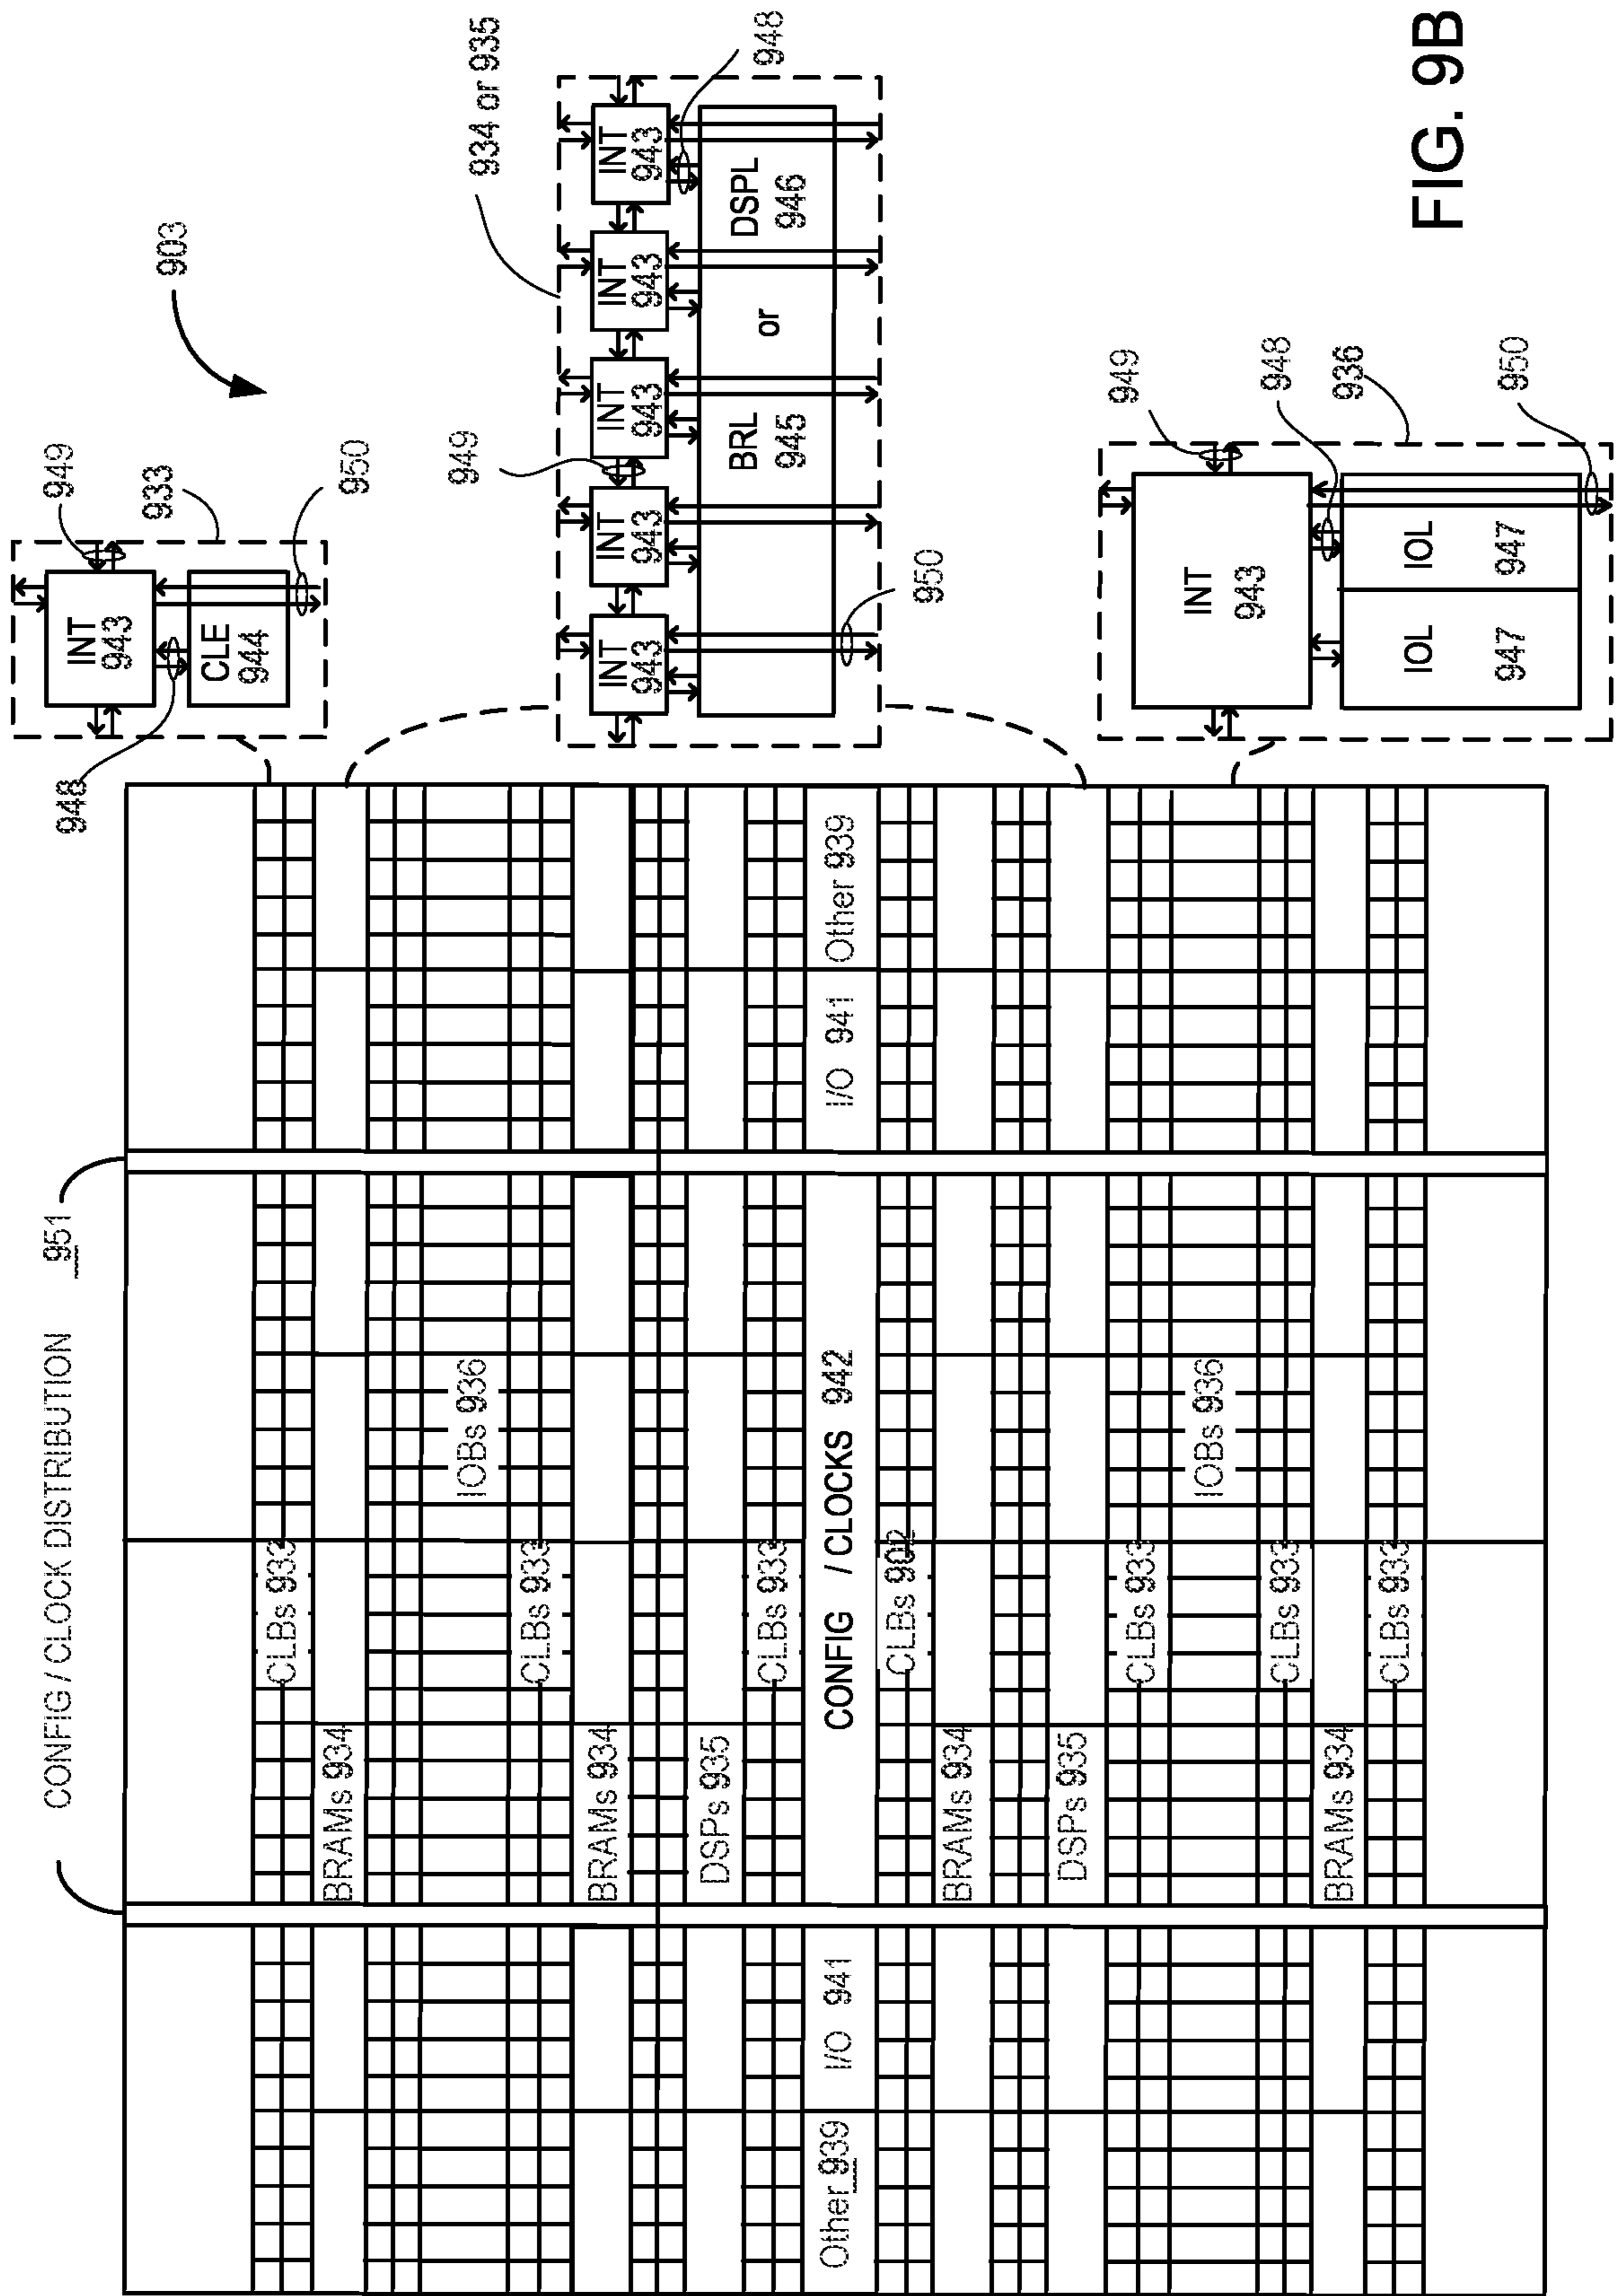 CONFIG / CLOCK DISTRIBUTION 951
CLBs 933
BRAMs 934
IOBs 936
CLBs 933
BRAMs 934
DSPs 935
CLBs 933
Other 939 I/O 941 CONFIG /CLOCKS 942 I/O 941 Other 939
CLBs 902
BRAMs 934
DSPs 935
CLBs 933
IOBs 936
CLBs 933
BRAMs 934
CLBs 933
903
948
949
INT
943
933
CLE
944
950
934 or 935
949
INT INT INT INT INT
943 943 943 943 943
948
BRL or DSPL
945 946
950
949
INT
943
948
936
IOL IOL
947 947
950
FIG. 9B